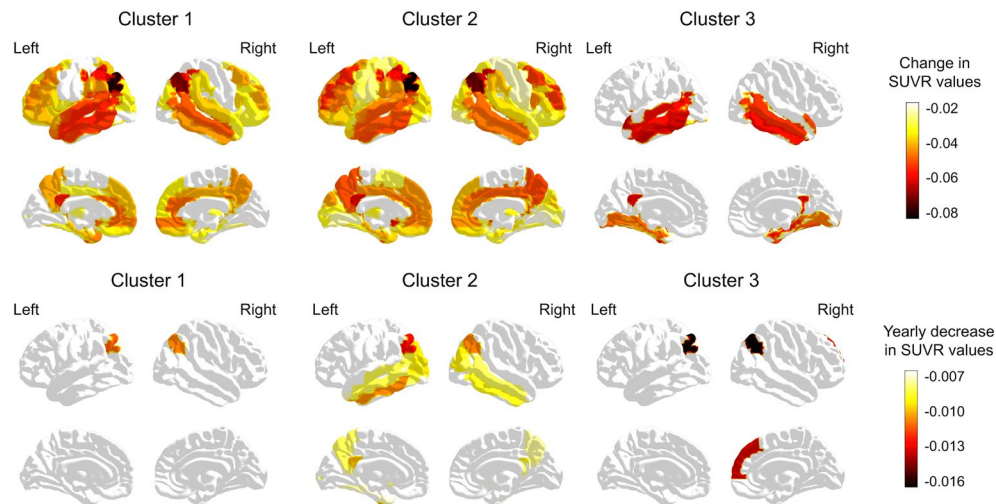 Cluster 1
Cluster 2
Cluster 3
Left
Right
Left
Right
Left
Right
Change in
SUVR values
-0.02
-0.04
-0.06
-0.08
Cluster 1
Cluster 2
Cluster 3
Left
Right
Left
Right
Left
Right
Yearly decrease
in SUVR values
-0.007
-0.010
-0.013
-0.016